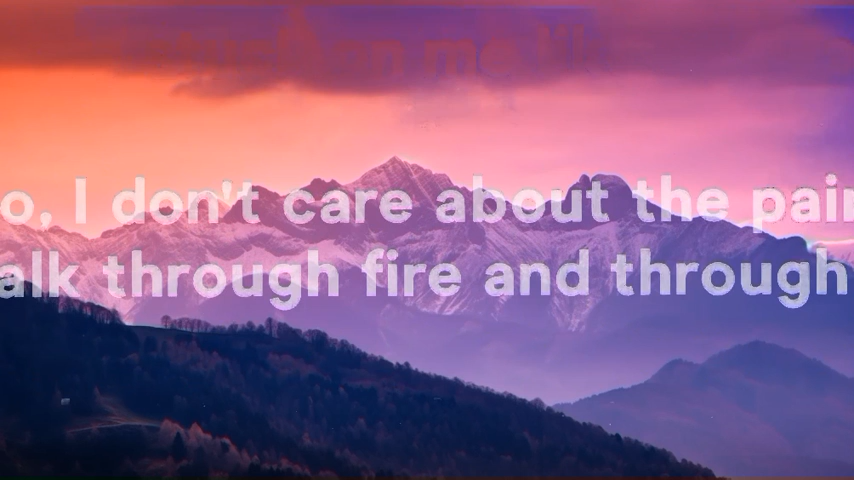 o, I don't care about the pain
alk through fire and through